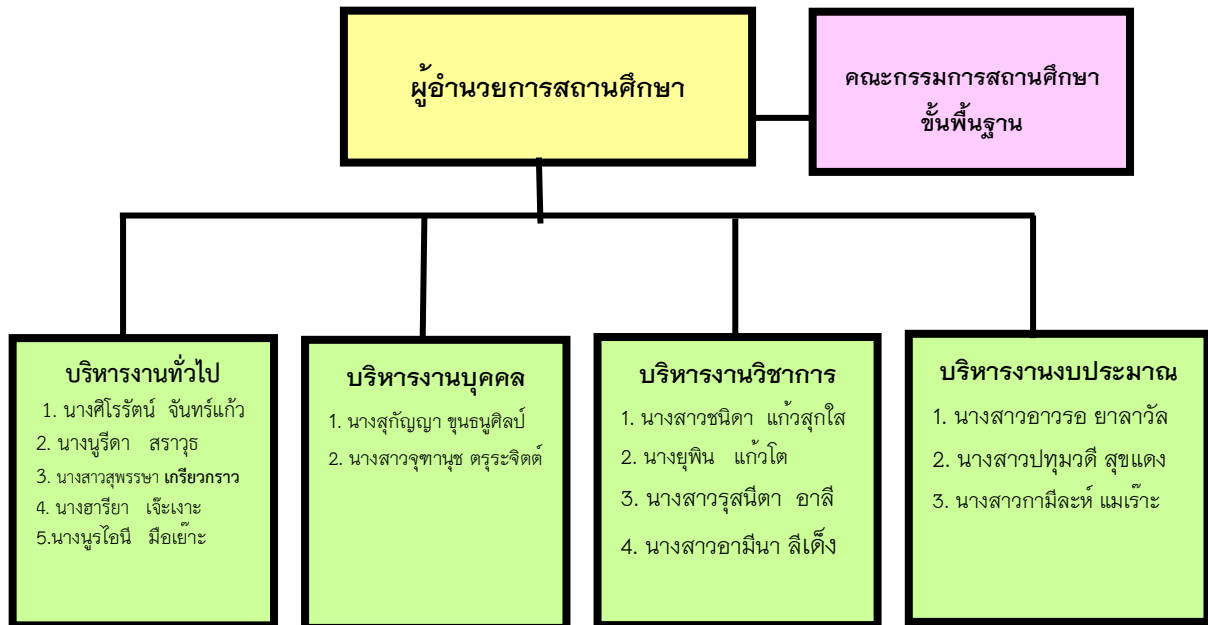 ผู้อำนวยการสถานศึกษา
คณะกรรมการสถานศึกษา
ขั้นพื้นฐาน
บริหารงานทั่วไป
1. นางศิโรรัตน์ จันทร์แก้ว
2. นางนูรีดา สราวุธ
3. นางสาวสุพรรษา เกรียวกราว
4. นางฮารียา เจ๊ะเงาะ
5.นางนูรไอนี มือเย๊าะ
บริหารงานบุคคล
1. นางสุกัญญา ขุนธนูศิลป์
2. นางสาวจุฑานุช ตรุระจิตต์
บริหารงานวิชาการ
1. นางสาวชนิดา แก้วสุกใส
2. นางยุพิน แก้วโต
3. นางสาวรุสนีตา อาลี
4. นางสาวอามีนา ลีเด็ง
บริหารงานงบประมาณ
1. นางสาวอาวรอ ยาลาวัล
2. นางสาวปทุมวดี สุขแดง
3. นางสาวกามีละห์ แมเร๊าะ